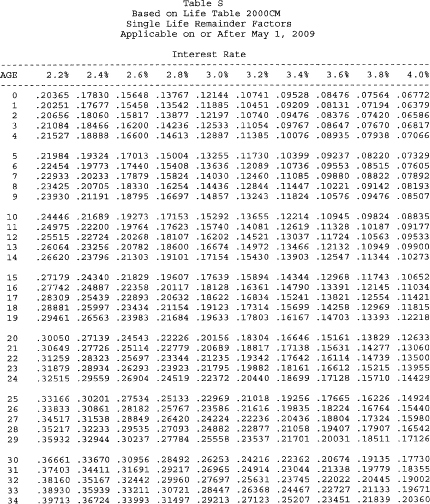 Table S
Based on Life Table 2000CM
Single Life Remainder Factors
Applicable on or After May 1, 2009
Interest Rate
AGE 2.2% 2.4% 2.6% 2.8% 3.0% 3.2% 3.4% 3.6% 3.8% 4.0%
0 .20365 .17830 .15648 .13767 .12144 .10741 .09528 .08476 .07564 .06772
1 .20251 .17677 .15458 .13542 .11885 .10451 .09209 .08131 .07194 .06379
2 .20656 .18060 .15817 .13877 .12197 .10740 .09476 .08376 .07420 .06586
3 .21084 .18466 .16200 .14236 .12533 .11054 .09767 .08647 .07670 .06817
4 .21527 .18888 .16600 .14613 .12887 .11385 .10076 .08935 .07938 .07066
5 .21984 .19324 .17013 .15004 .13255 .11730 .10399 .09237 .08220 .07329
6 .22454 .19773 .17440 .15408 .13636 .12089 .10736 .09553 .08515 .07605
7 .22933 .20233 .17879 .15824 .14030 .12460 .11085 .09880 .08822 .07892
8 .23425 .20705 .18330 .16254 .14436 .12844 .11447 .10221 .09142 .08193
9 .23930 .21191 .18795 .16697 .14857 .13243 .11824 .10576 .09476 .08507
10 .24446 .21689 .19273 .17153 .15292 .13655 .12214 .10945 .09824 .08835
11 .24975 .22200 .19764 .17623 .15740 .14081 .12619 .11328 .10187 .09177
12 .25515 .22724 .20268 .18107 .16202 .14521 .13037 .11724 .10563 .09533
13 .26064 .23256 .20782 .18600 .16674 .14972 .13466 .12132 .10949 .09900
14 .26620 .23796 .21303 .19101 .17154 .15430 .13903 .12547 .11344 .10273
15 .27179 .24340 .21829 .19607 .17639 .15894 .14344 .12968 .11743 .10652
16 .27742 .24887 .22358 .20117 .18128 .16361 .14790 .13391 .12145 .11034
17 .28309 .25439 .22893 .20632 .18622 .16834 .15241 .13821 .12554 .11421
18 .28881 .25997 .23434 .21154 .19123 .17314 .15699 .14258 .12969 .11815
19 .29461 .26563 .23983 .21684 .19633 .17803 .16167 .14703 .13393 .12218
20 .30050 .27139 .24543 .22226 .20156 .18304 .16646 .15161 .13829 .12633
21 .30649 .27726 .25114 .22779 .20689 .18817 .17138 .15631 .14277 .13060
22 .31259 .28323 .25697 .23344 .21235 .19342 .17642 .16114 .14739 .13500
23 .31879 .28934 .26293 .23923 .21795 .19882 .18161 .16612 .15215 .13955
24 .32515 .29559 .26904 .24519 .22372 .20440 .18699 .17128 .15710 .14429
25 .33166 .30201 .27534 .25133 .22969 .21018 .19256 .17665 .16226 .14924
26 .33833 .30861 .28182 .25767 .23586 .21616 .19835 .18224 .16764 .15440
27 .34517 .31538 .28849 .26420 .24224 .22236 .20436 .18804 .17324 .15980
28 .35217 .32233 .29535 .27093 .24882 .22877 .21058 .19407 .17907 .16542
29 .35932 .32944 .30237 .27784 .25558 .23537 .21701 .20031 .18511 .17126
30 .36661 .33670 .30956 .28492 .26253 .24216 .22362 .20674 .19135 .17730
31 .37403 .34411 .31691 .29217 .26965 .24914 .23044 .21338 .19779 .18355
32 .38160 .35167 .32442 .29960 .27697 .25631 .23745 .22022 .20445 .19002
33 .38930 .35939 .33211 .30721 .28447 .26368 .24467 .22727 .21133 .19671
34 .39713 .36724 .33993 .31497 .29213 .27123 .25207 .23451 .21839 .20360